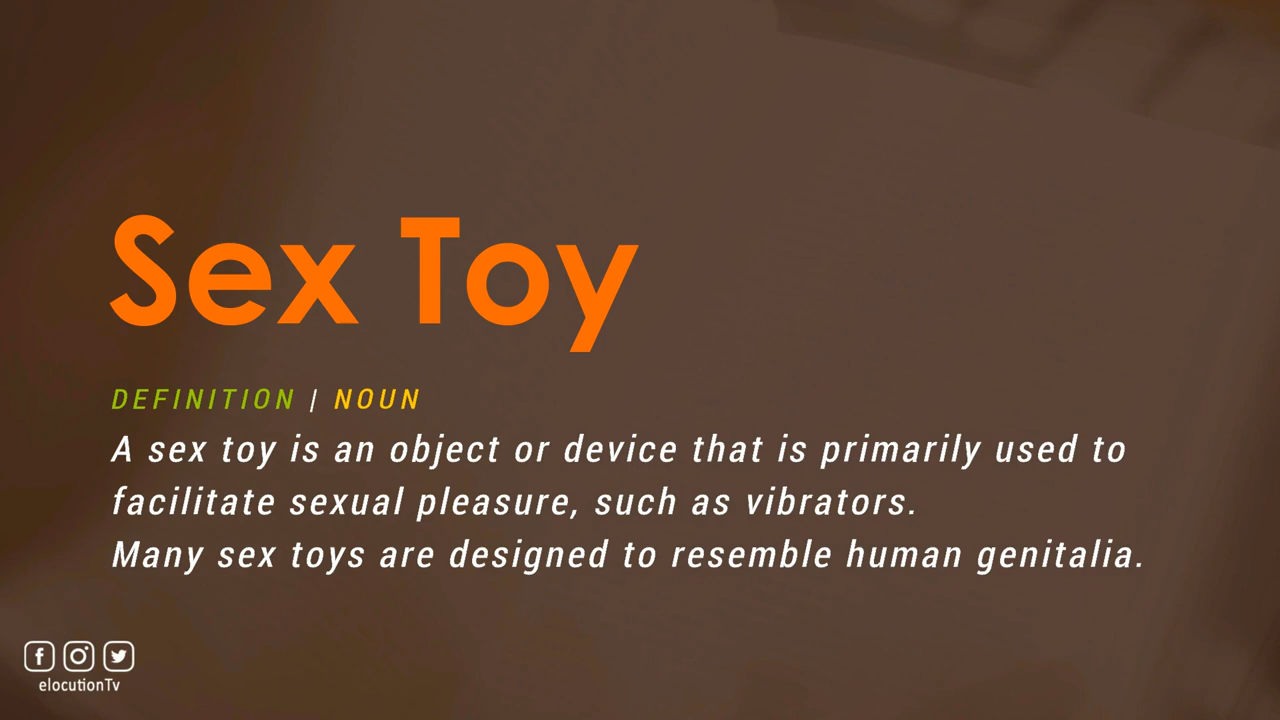 Sex Toy
DEFINITION | NOUN
A sex toy is an object or device that is primarily used to
facilitate sexual pleasure, such as vibrators.
Many sex toys are designed to resemble human genitalia.
elocutionTv